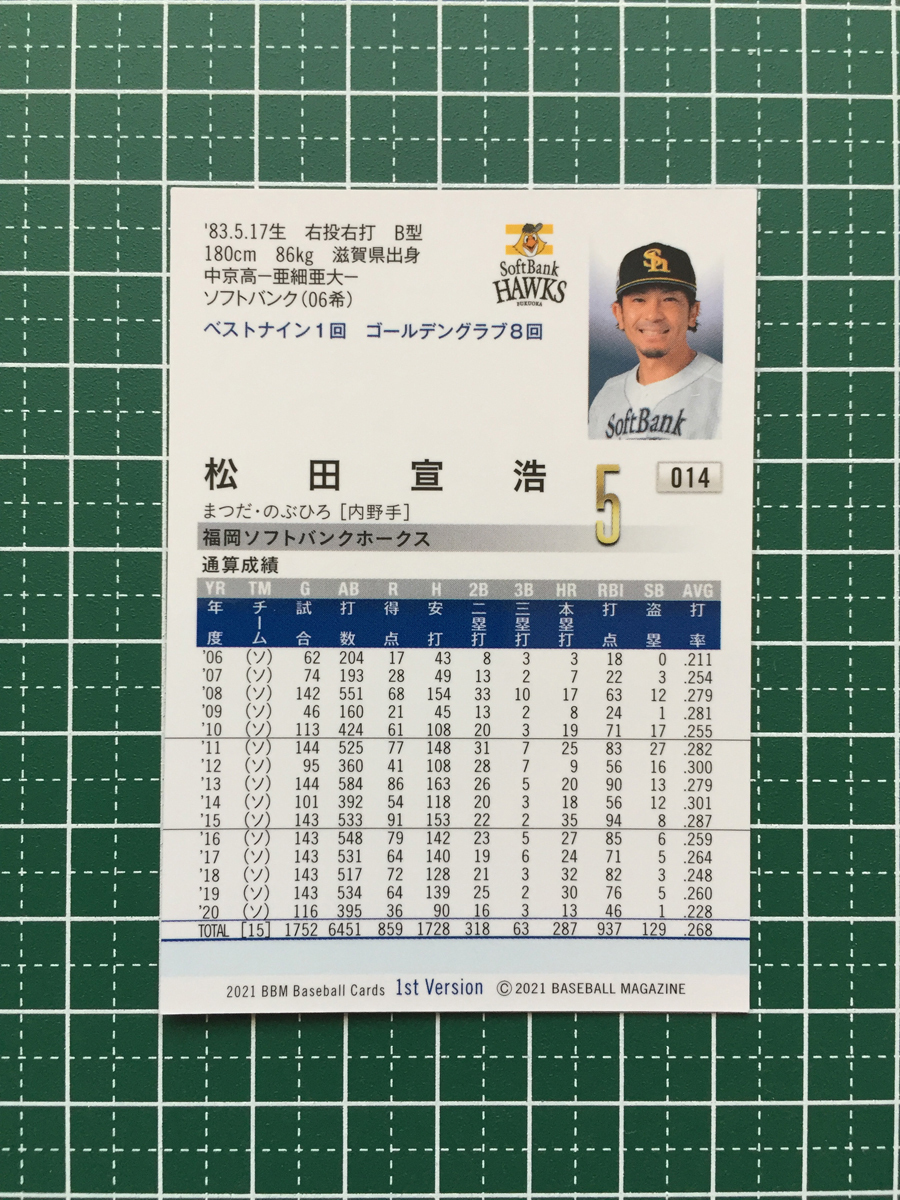 '83.5.17生 右投右打 B型
180cm 86kg 滋賀県出身
中京高ー亜細亜大ー
ソフトバンク(06希)
ベストナイン1回 ゴールデングラブ8回
SoftBank
HAWKS
FUKUOKA
Sh
SoftBank
松田宣浩 5 014
まつだ・のぶひろ [内野手]
福岡ソフトバンクホークス
通算成績
YR TM G AB R H 2B 3B HR RBI SB AVG
年度 チーム 試合 打数 得点 安打 二塁打 三塁打 本塁打 打点 盗塁 打率
'06 (ソ) 62 204 17 43 8 3 3 18 0 .211
'07 (ソ) 74 193 28 49 13 2 7 22 3 .254
'08 (ソ) 142 551 68 154 33 10 17 63 12 .279
'09 (ソ) 46 160 21 45 13 2 8 24 1 .281
'10 (ソ) 113 424 61 108 20 3 19 71 17 .255
'11 (ソ) 144 525 77 148 31 7 25 83 27 .282
'12 (ソ) 95 360 41 108 28 7 9 56 16 .300
'13 (ソ) 144 584 86 163 26 5 20 90 13 .279
'14 (ソ) 101 392 54 118 20 3 18 56 12 .301
'15 (ソ) 143 533 91 153 22 2 35 94 8 .287
'16 (ソ) 143 548 79 142 23 5 27 85 6 .259
'17 (ソ) 143 531 64 140 19 6 24 71 5 .264
'18 (ソ) 143 517 72 128 21 3 32 82 3 .248
'19 (ソ) 143 534 64 139 25 2 30 76 5 .260
'20 (ソ) 116 395 36 90 16 3 13 46 1 .228
TOTAL [15] 1752 6451 859 1728 318 63 287 937 129 .268
2021 BBM Baseball Cards 1st Version ©2021 BASEBALL MAGAZINE